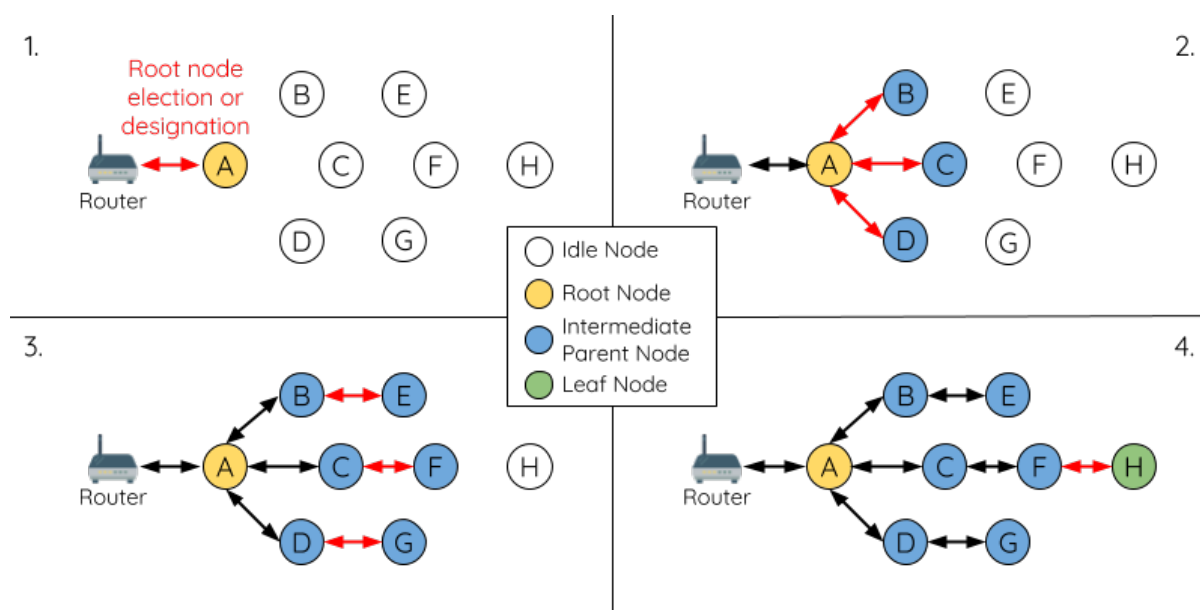 1.
Root node
election or
designation
Router
A
B
E
C
F
H
D
G
2.
Router
A
B
E
C
F
H
D
G
Idle Node
Root Node
Intermediate
Parent Node
Leaf Node
3.
Router
A
B
E
C
F
H
D
G
4.
Router
A
B
E
C
F
H
D
G